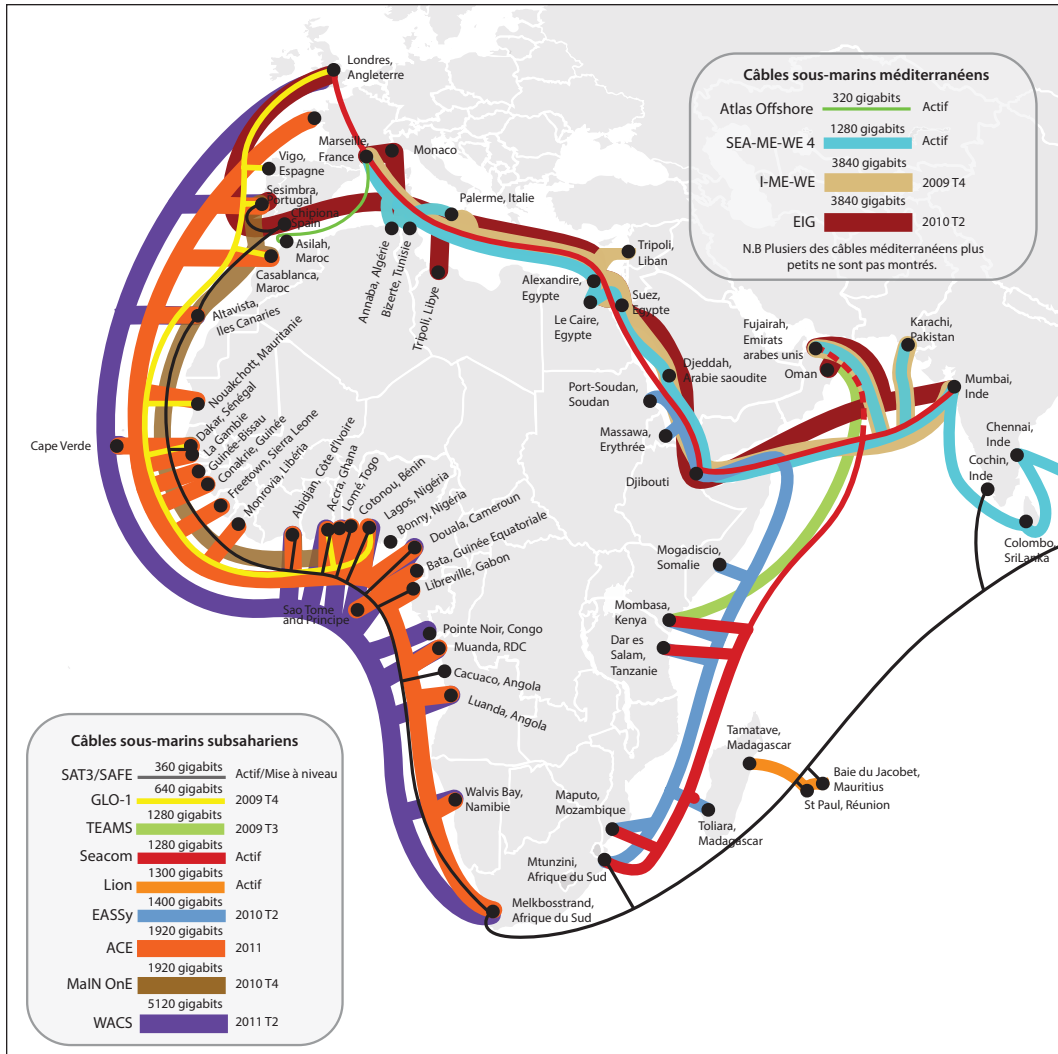 Londres,
Angleterre
Marseille,
France
Monaco
Vigo,
Espagne
Sesimbra,
Portugal
Chipiona
Spain
Asilah,
Maroc
Casablanca,
Maroc
Palerme, Italie
Annaba, Algérie
Bizerte, Tunisie
Tripoli, Libye
Tripoli,
Liban
Alexandire,
Egypte
Le Caire,
Egypte
Suez,
Egypte
Altavista,
Iles Canaries
Fujairah,
Emirats
arabes unis
Oman
Karachi,
Pakistan
Mumbai,
Inde
Djeddah,
Arabie saoudite
Port-Soudan,
Soudan
Massawa,
Erythrée
Djibouti
Chennai,
Inde
Cochin,
Inde
Colombo,
SriLanka
Cape Verde
Nouakchott, Mauritanie
Dakar, Sénégal
La Gambie
Guinée-Bissau
Conakrie, Guinée
Freetown, Sierra Leone
Monrovia, Libéria
Abidjan, Côte d'Ivoire
Accra, Ghana
Lomé, Togo
Cotonou, Bénin
Lagos, Nigéria
Bonny, Nigéria
Douala, Cameroun
Bata, Guinée Equatoriale
Libreville, Gabon
Sao Tome
and Principe
Pointe Noir, Congo
Muanda, RDC
Cacuaco, Angola
Luanda, Angola
Mogadiscio,
Somalie
Mombasa,
Kenya
Dar es
Salam,
Tanzanie
Tamatave,
Madagascar
Baie du Jacobet,
Mauritius
St Paul, Réunion
Toliara,
Madagascar
Maputo,
Mozambique
Walvis Bay,
Namibie
Mtunzini,
Afrique du Sud
Melkbosstrand,
Afrique du Sud
Câbles sous-marins méditerranéens
320 gigabits
Atlas Offshore Actif
1280 gigabits
SEA-ME-WE 4 Actif
3840 gigabits
I-ME-WE 2009 T4
3840 gigabits
EIG 2010 T2
N.B Plusiers des câbles méditerranéens plus
petits ne sont pas montrés.
Câbles sous-marins subsahariens
360 gigabits
SAT3/SAFE Actif/Mise à niveau
640 gigabits
GLO-1 2009 T4
1280 gigabits
TEAMS 2009 T3
1280 gigabits
Seacom Actif
1300 gigabits
Lion Actif
1400 gigabits
EASSy 2010 T2
1920 gigabits
ACE 2011
1920 gigabits
MaIN OnE 2010 T4
5120 gigabits
WACS 2011 T2